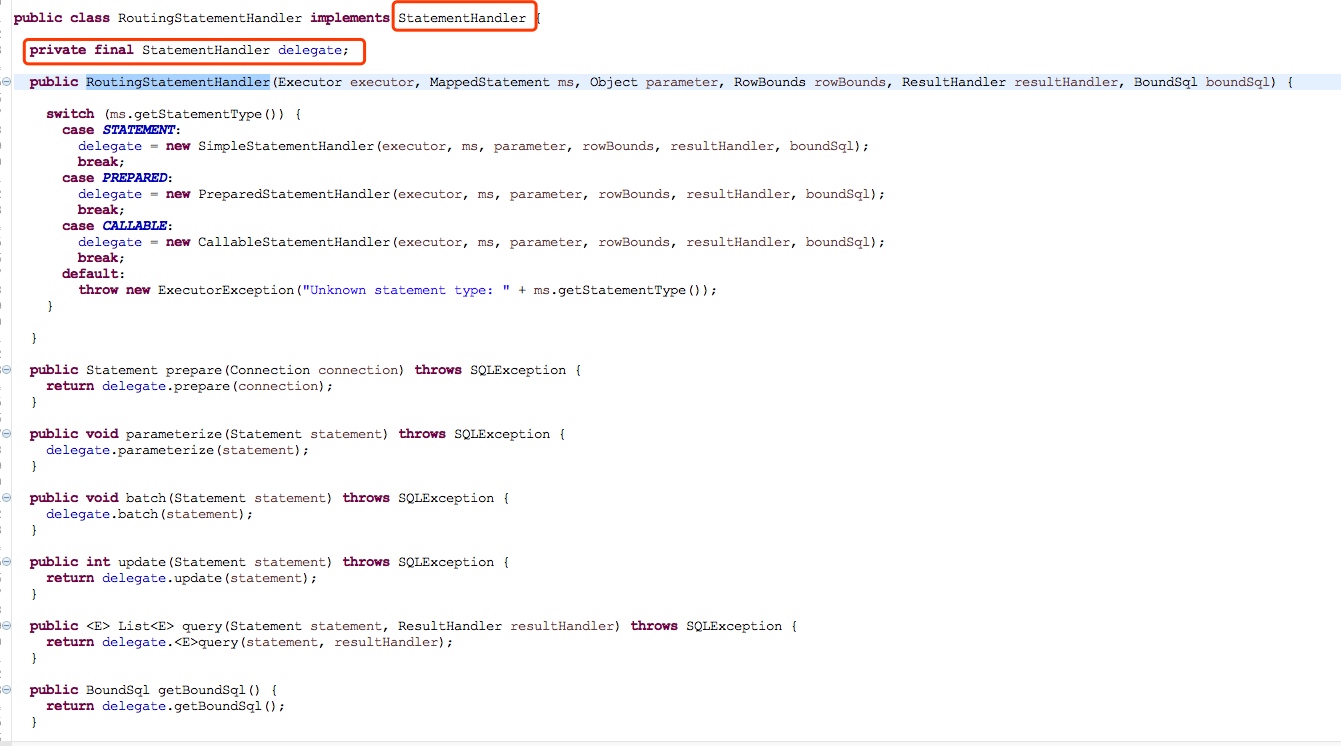 public class RoutingStatementHandler implements StatementHandler {
private final StatementHandler delegate;
public RoutingStatementHandler(Executor executor, MappedStatement ms, Object parameter, RowBounds rowBounds, ResultHandler resultHandler, BoundSql boundSql) {
switch (ms.getStatementType()) {
case STATEMENT:
delegate = new SimpleStatementHandler(executor, ms, parameter, rowBounds, resultHandler, boundSql);
break;
case PREPARED:
delegate = new PreparedStatementHandler(executor, ms, parameter, rowBounds, resultHandler, boundSql);
break;
case CALLABLE:
delegate = new CallableStatementHandler(executor, ms, parameter, rowBounds, resultHandler, boundSql);
break;
default:
throw new ExecutorException("Unknown statement type: " + ms.getStatementType());
}
}
public Statement prepare(Connection connection) throws SQLException {
return delegate.prepare(connection);
}
public void parameterize(Statement statement) throws SQLException {
delegate.parameterize(statement);
}
public void batch(Statement statement) throws SQLException {
delegate.batch(statement);
}
public int update(Statement statement) throws SQLException {
return delegate.update(statement);
}
public <E> List<E> query(Statement statement, ResultHandler resultHandler) throws SQLException {
return delegate.<E>query(statement, resultHandler);
}
public BoundSql getBoundSql() {
return delegate.getBoundSql();
}